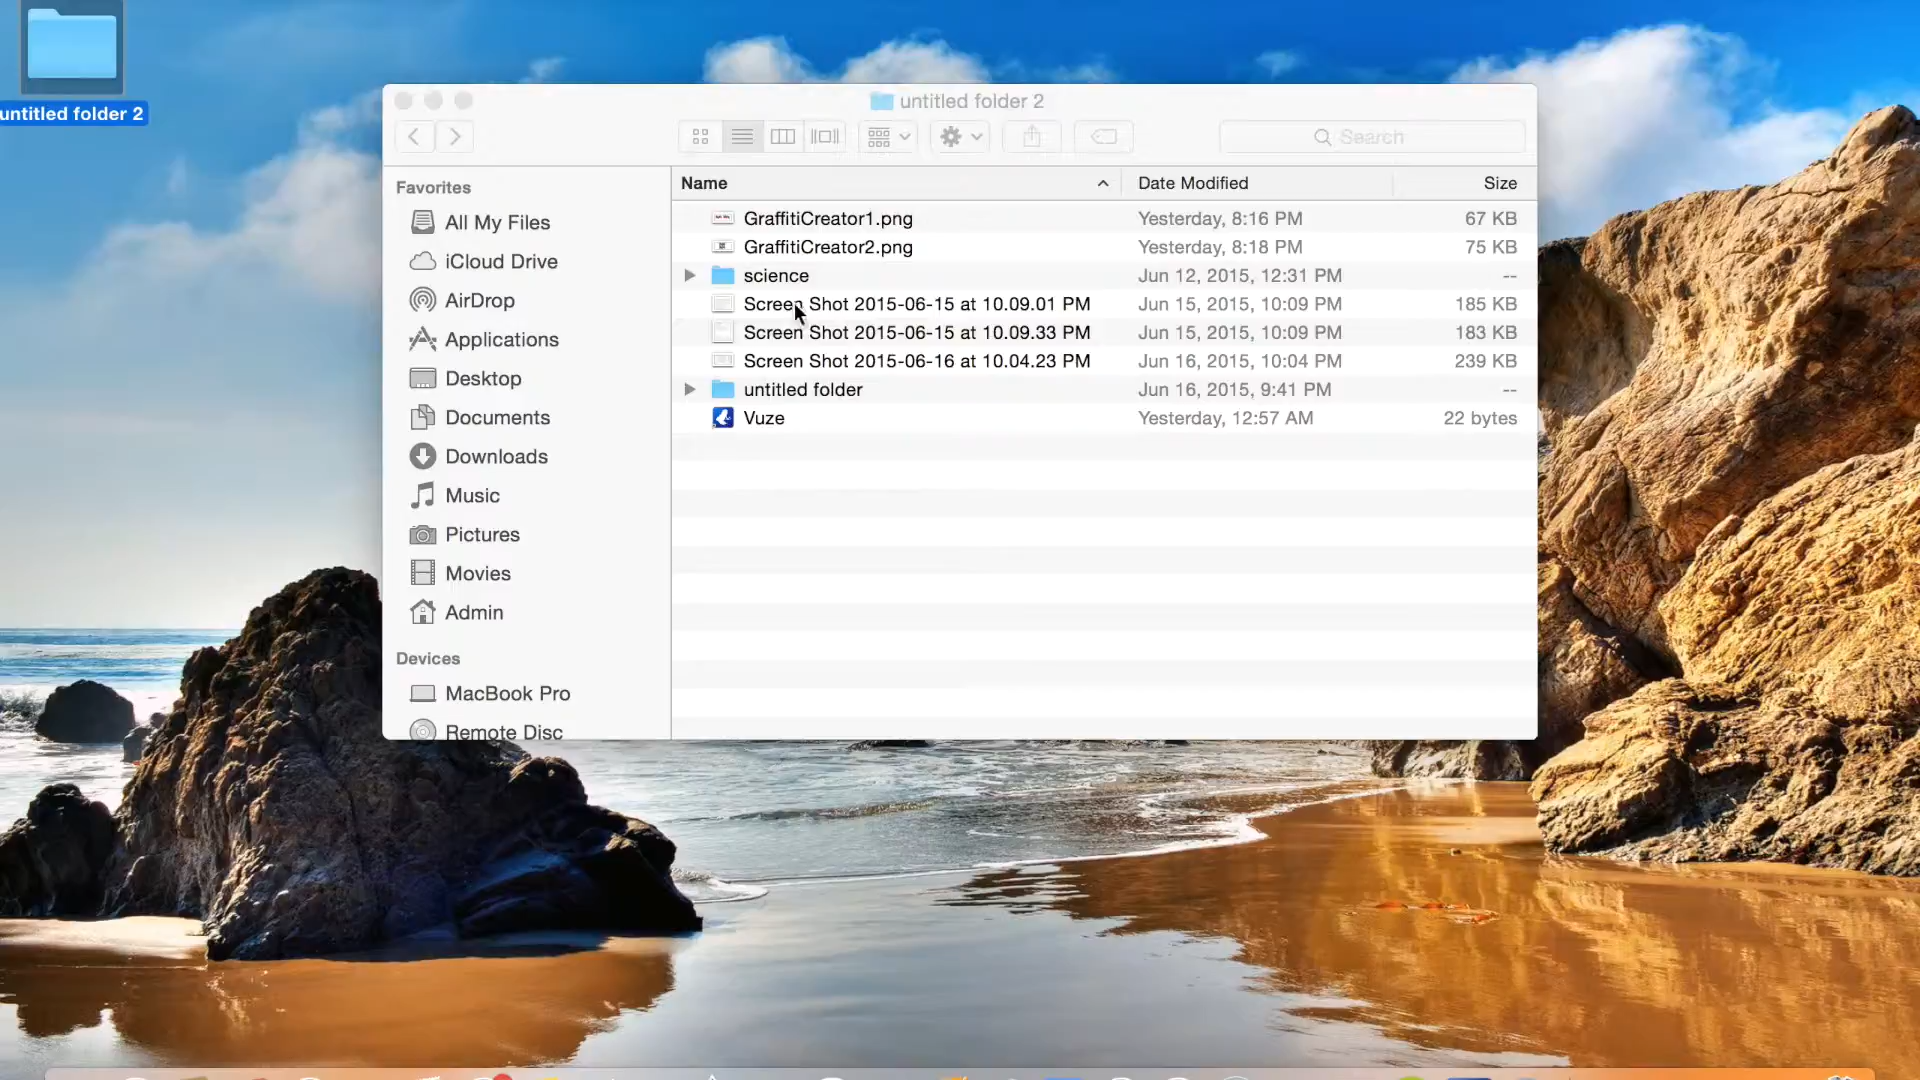 untitled folder 2
untitled folder 2
Search
Favorites
All My Files
iCloud Drive
AirDrop
Applications
Desktop
Documents
Downloads
Music
Pictures
Movies
Admin
Devices
MacBook Pro
Remote Disc
Name Date Modified Size
GraffitiCreator1.png Yesterday, 8:16 PM 67 KB
GraffitiCreator2.png Yesterday, 8:18 PM 75 KB
science Jun 12, 2015, 12:31 PM --
Screen Shot 2015-06-15 at 10.09.01 PM Jun 15, 2015, 10:09 PM 185 KB
Screen Shot 2015-06-15 at 10.09.33 PM Jun 15, 2015, 10:09 PM 183 KB
Screen Shot 2015-06-16 at 10.04.23 PM Jun 16, 2015, 10:04 PM 239 KB
untitled folder Jun 16, 2015, 9:41 PM --
Vuze Yesterday, 12:57 AM 22 bytes